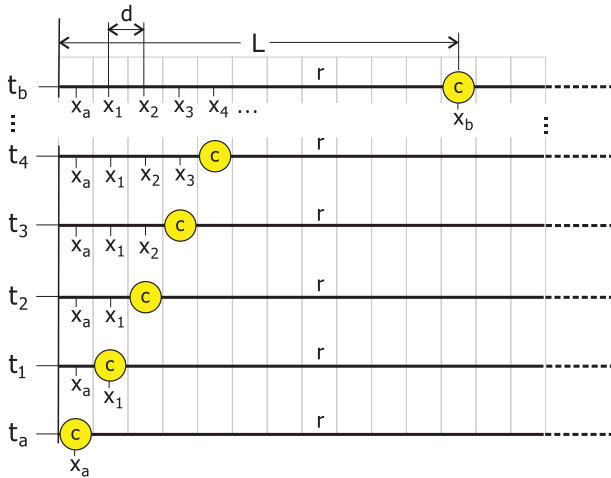 d
L
t_b r c
x_a x_1 x_2 x_3 x_4 ... x_b
⋮ ⋮
t_4 c r
x_a x_1 x_2 x_3
t_3 c r
x_a x_1 x_2
t_2 c r
x_a x_1
t_1 c r
x_a x_1
t_a c r
x_a